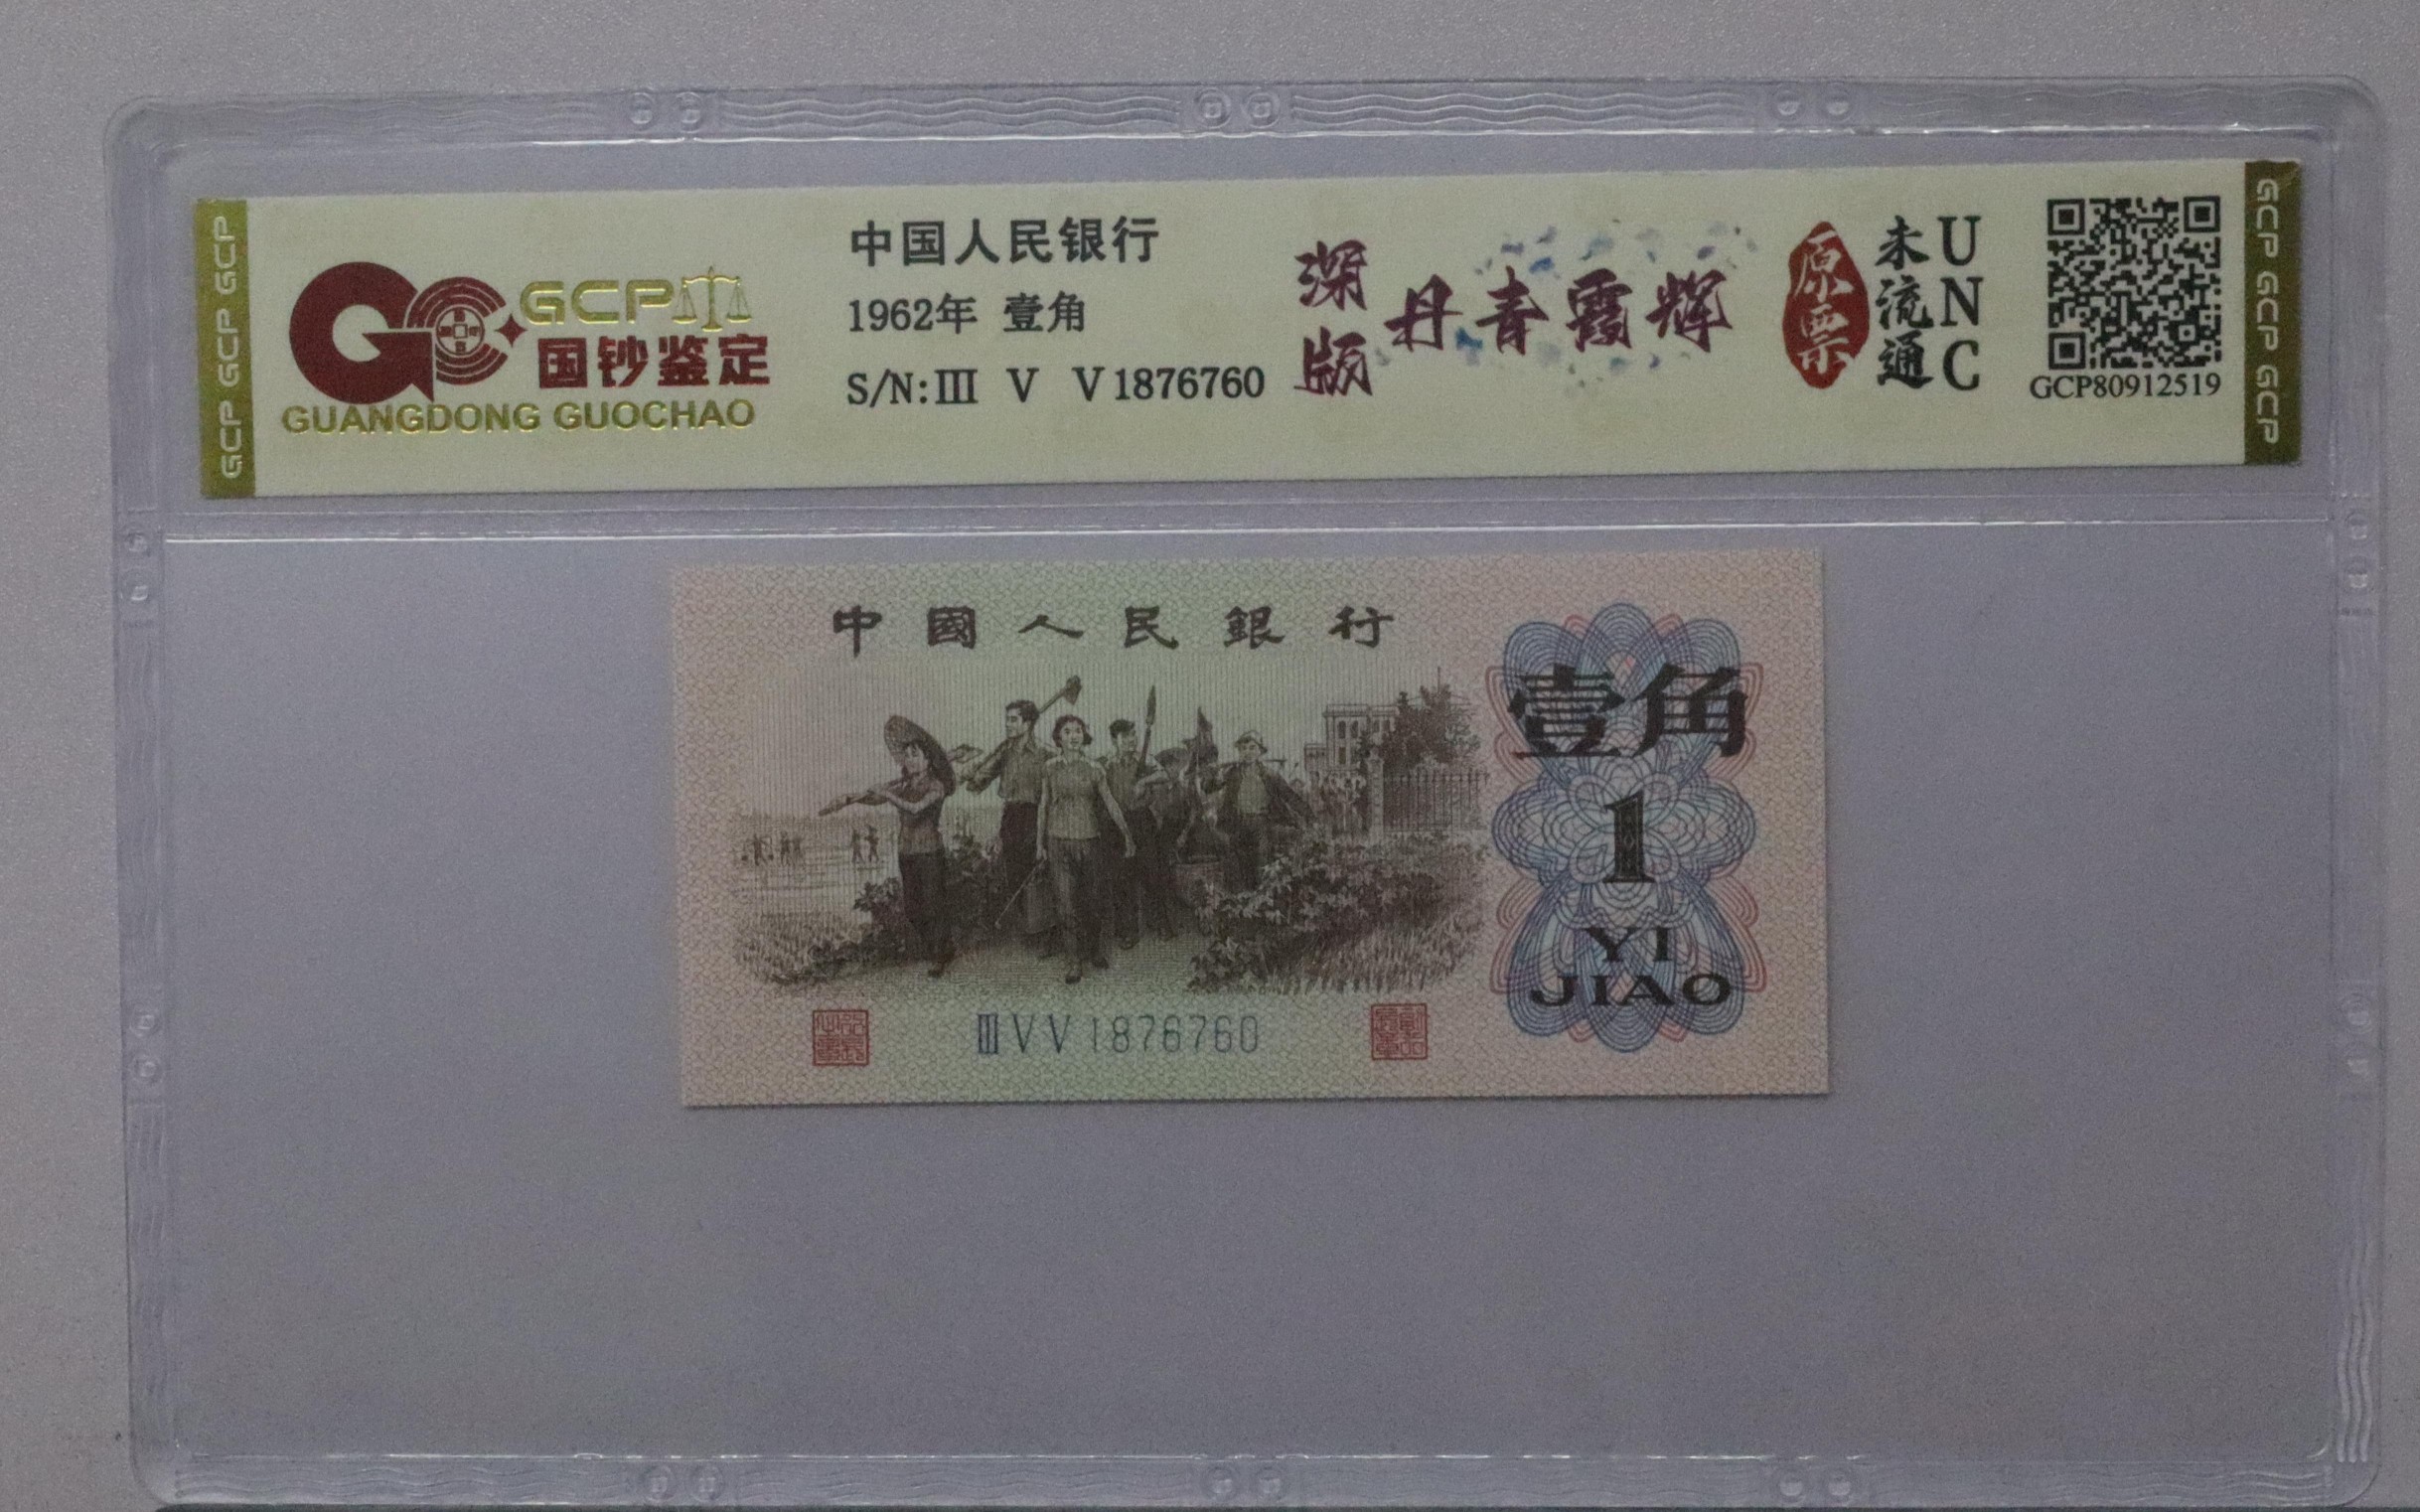 GCP GCP GCP
GCP
国钞鉴定
GUANGDONG GUOCHAO
中国人民银行
1962年 壹角
S/N:Ⅲ V V1876760
深版
丹青霞辉
原票
未流通
UNC
GCP80912519
GCP GCP GCP GCP
中國人民銀行
壹角
1
YI
JIAO
ⅢVV1876760